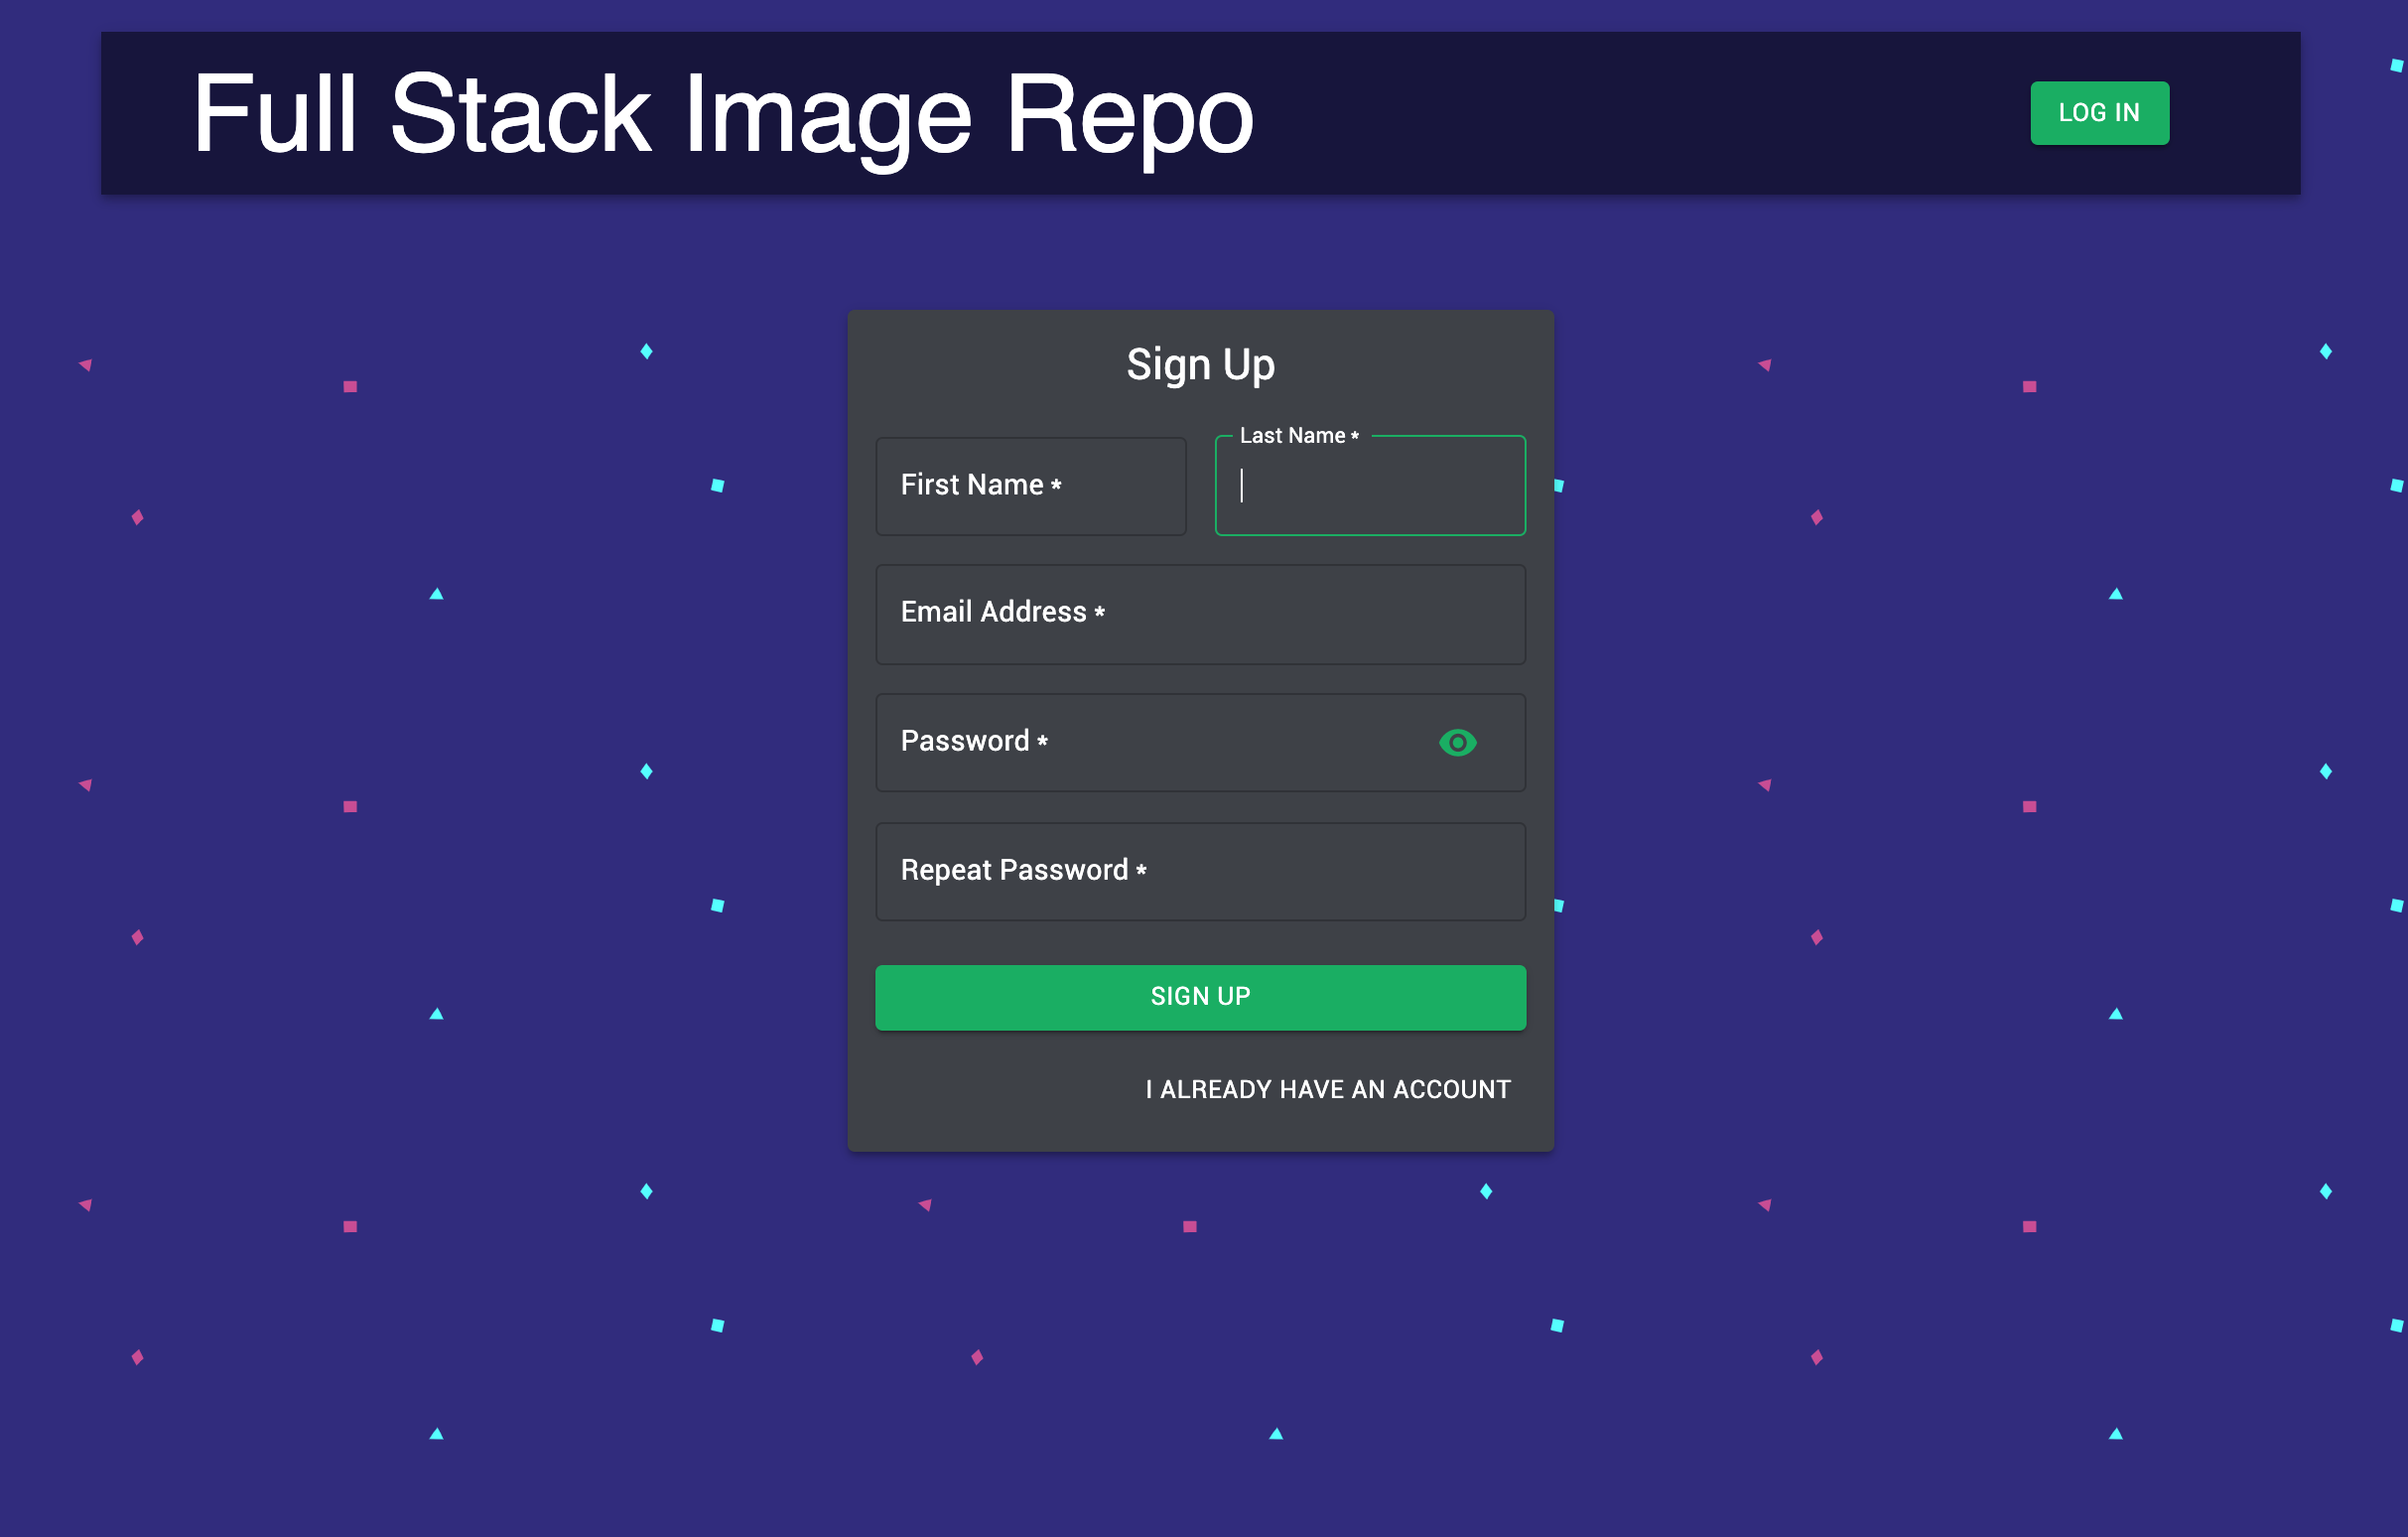 Full Stack Image Repo
LOG IN
Sign Up
First Name *
Last Name *
Email Address *
Password *
Repeat Password *
SIGN UP
I ALREADY HAVE AN ACCOUNT